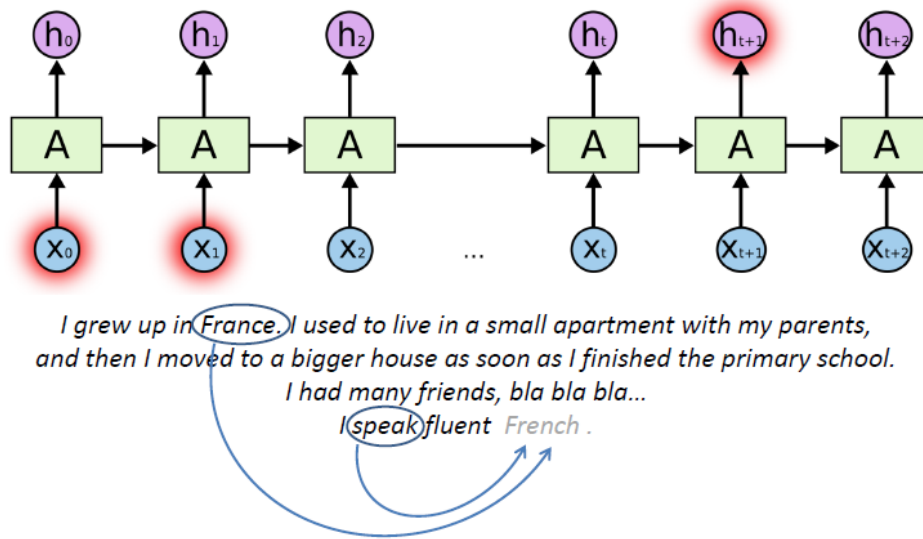 h0 h1 h2 ht ht+1 ht+2
A A A A A A
x0 x1 x2 ... xt xt+1 xt+2
I grew up in France. I used to live in a small apartment with my parents,
and then I moved to a bigger house as soon as I finished the primary school.
I had many friends, bla bla bla...
I speak fluent French .